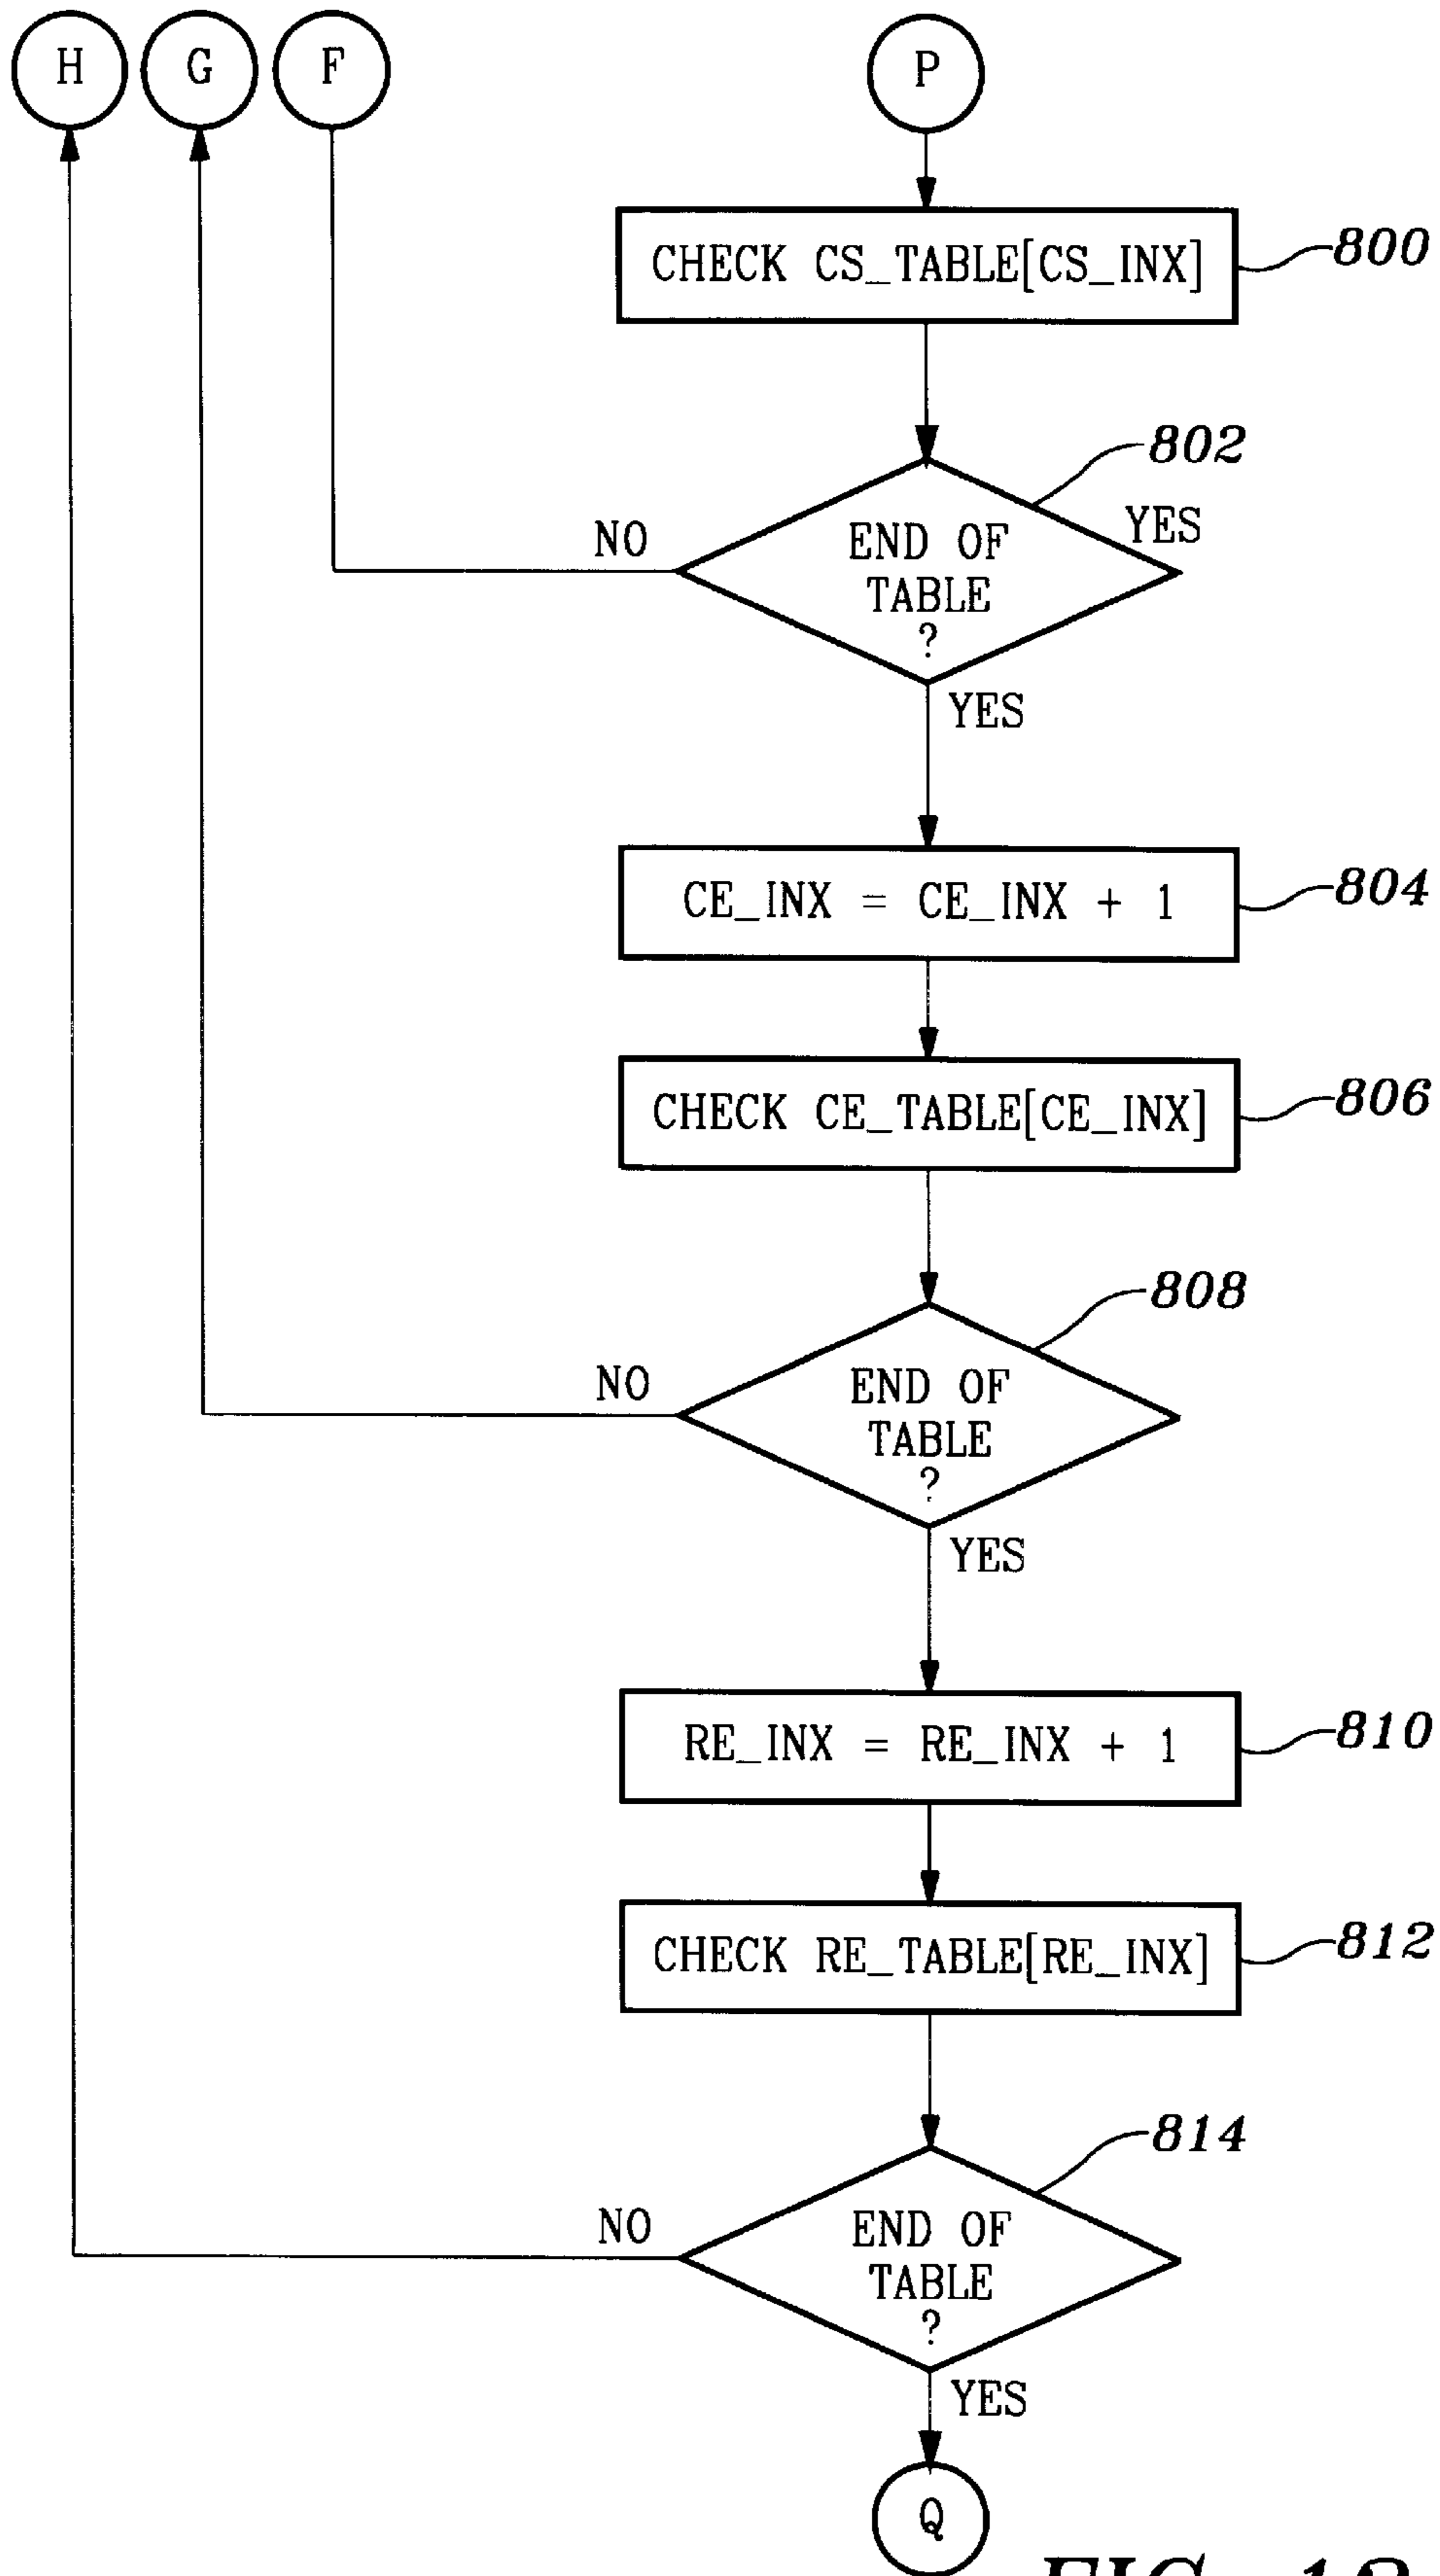 H G F P
CHECK CS_TABLE[CS_INX]
800
802
NO
END OF
TABLE
?
YES
YES
CE_INX = CE_INX + 1
804
CHECK CE_TABLE[CE_INX]
806
808
NO
END OF
TABLE
?
YES
RE_INX = RE_INX + 1
810
CHECK RE_TABLE[RE_INX]
812
814
NO
END OF
TABLE
?
YES
Q